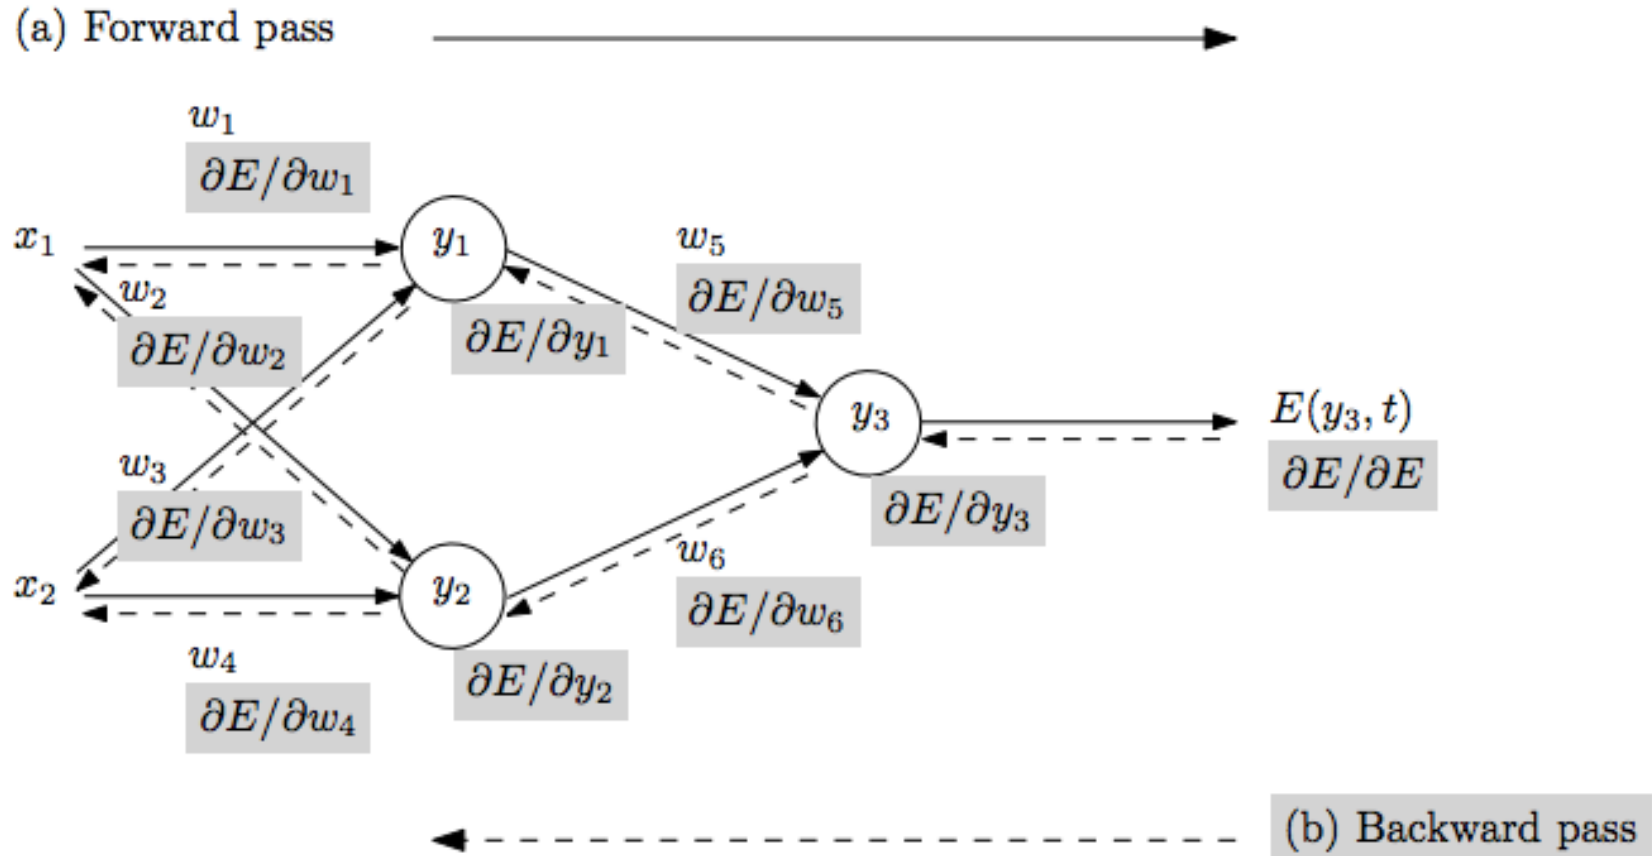 (a) Forward pass
w₁
∂E/∂w₁
x₁
y₁
w₅
∂E/∂w₅
w₂
∂E/∂w₂
∂E/∂y₁
y₃
E(y₃, t)
∂E/∂E
w₃
∂E/∂w₃
∂E/∂y₃
x₂
y₂
w₆
∂E/∂w₆
w₄
∂E/∂w₄
∂E/∂y₂
(b) Backward pass